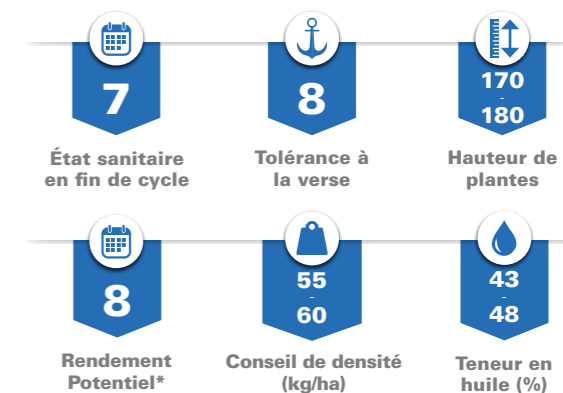 7
État sanitaire
en fin de cycle
8
Tolérance à
la verse
170
-
180
Hauteur de
plantes
8
Rendement
Potentiel*
55
-
60
Conseil de densité
(kg/ha)
43
-
48
Teneur en
huile (%)